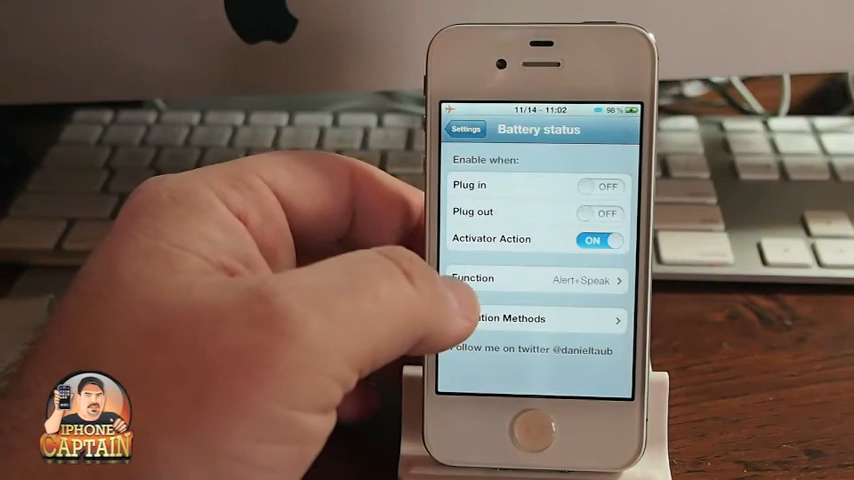 11/14 - 11:02 98%
Settings Battery status
Enable when:
Plug in OFF
Plug out OFF
Activator Action ON
Function Alert+Speak
Methods
Follow me on twitter @danieltaub
IPHONE
CAPTAIN